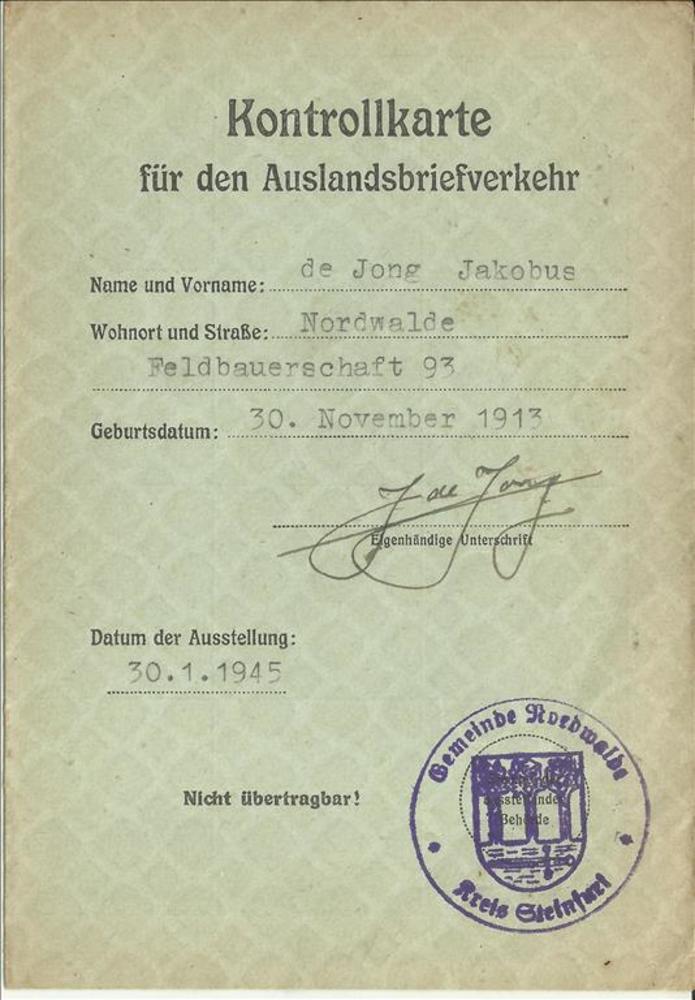 Kontrollkarte
für den Auslandsbriefverkehr
Name und Vorname: de Jong Jakobus
Wohnort und Straße: Nordwalde
Feldbauerschaft 93
Geburtsdatum: 30. November 1913
J de Jong
Eigenhändige Unterschrift
Datum der Ausstellung:
30.1.1945
Nicht übertragbar!
Gemeinde Nordwalde
Behörde
Kreis Steinfurt